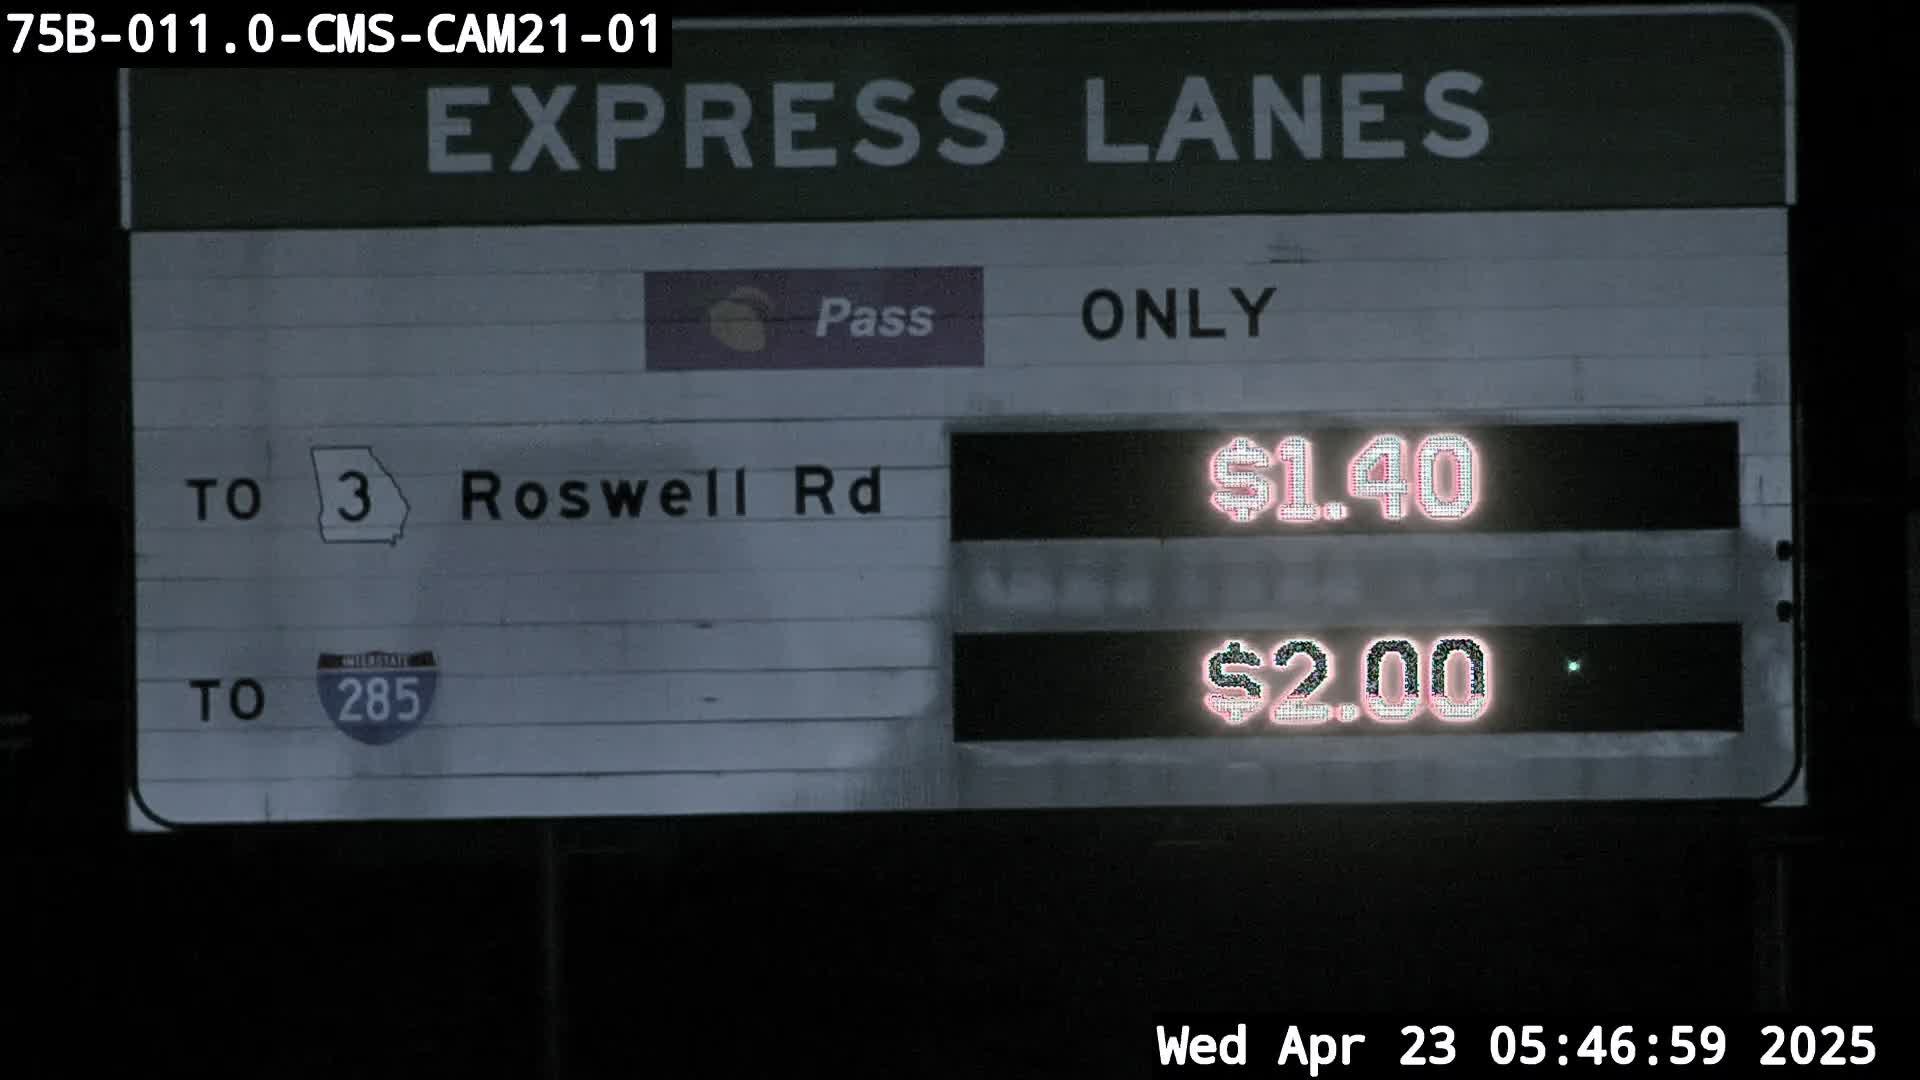 75B-011.0-CMS-CAM21-01
EXPRESS LANES
Pass ONLY
TO 3 Roswell Rd $1.40
TO INTERSTATE 285 $2.00
Wed Apr 23 05:46:59 2025